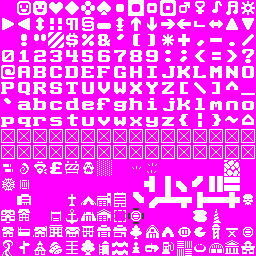 ☺☻♥♦♣♠•◘○◙♂♀♪♫☼
►◄↕‼¶§▬↨↑↓→←∟↔▲▼
!"#$%&'()*+,-./
0123456789:;<=>?
@ABCDEFGHIJKLMNO
PQRSTUVWXYZ[\]^_
`abcdefghijklmno
pqrstuvwxyz{|}~⌂